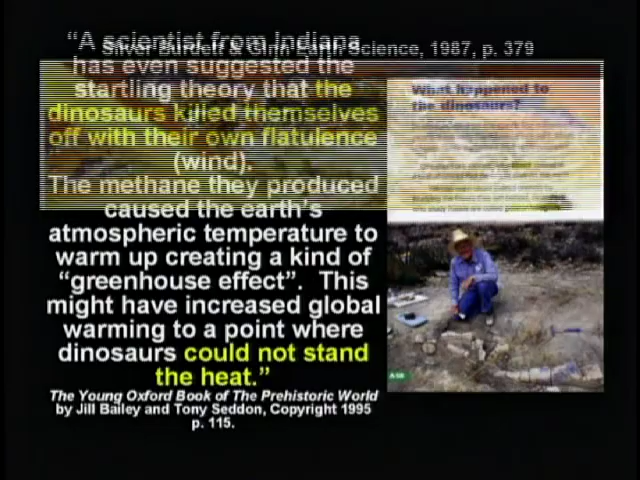 Silver Burdett & Ginn Earth Science, 1987, p. 379
“A scientist from Indiana
has even suggested the
startling theory that the
dinosaurs killed themselves
off with their own flatulence
(wind).
The methane they produced
caused the earth’s
atmospheric temperature to
warm up creating a kind of
“greenhouse effect”. This
might have increased global
warming to a point where
dinosaurs could not stand
the heat.”
The Young Oxford Book of The Prehistoric World
by Jill Bailey and Tony Seddon, Copyright 1995
p. 115.
What happened to
the dinosaurs?